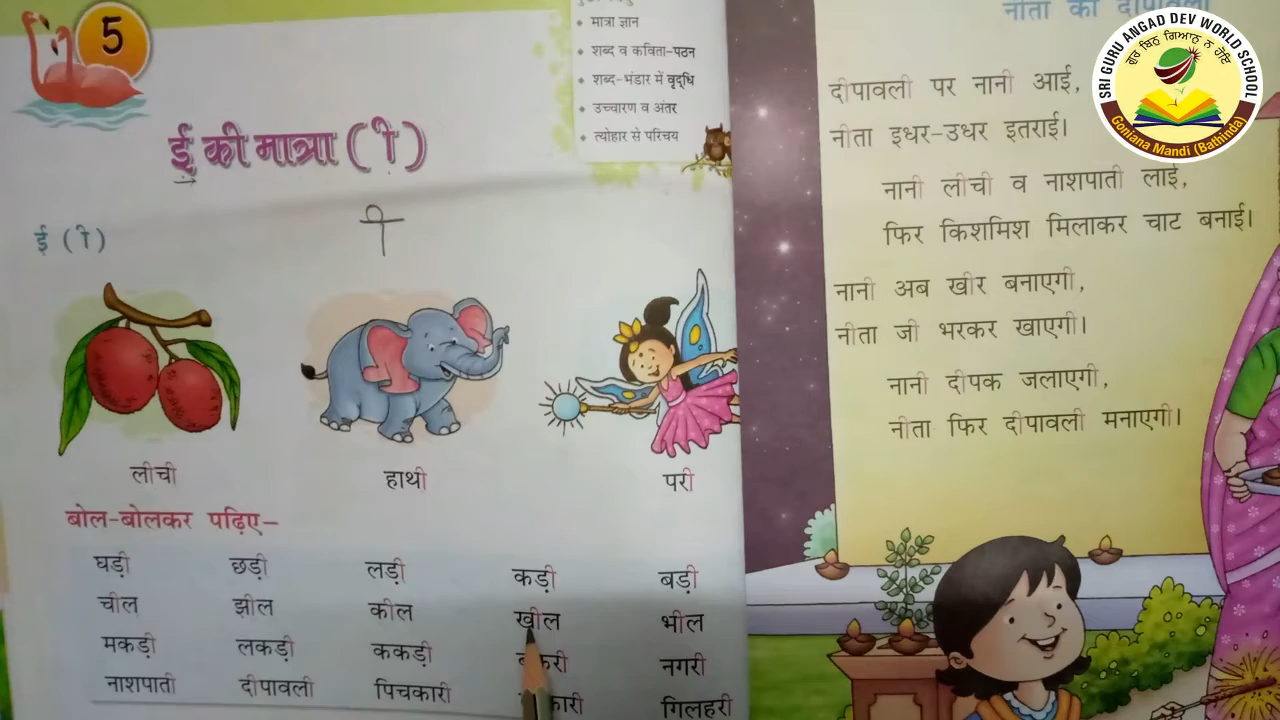 5
मात्रा ज्ञान
शब्द व कविता-पठन
शब्द-भंडार में वृद्धि
उच्चारण व अंतर
त्योहार से परिचय
ई की मात्रा ( ी )
ई ( ी )
ी
लीची हाथी परी
बोल-बोलकर पढ़िए-
घड़ी छड़ी लड़ी कड़ी बड़ी
चील झील कील खील भील
मकड़ी लकड़ी ककड़ी नगरी
नाशपाती दीपावली पिचकारी गिलहरी
नीता की दीपावली
दीपावली पर नानी आई,
नीता इधर-उधर इतराई।
नानी लीची व नाशपाती लाई,
फिर किशमिश मिलाकर चाट बनाई।
नानी अब खीर बनाएगी,
नीता जी भरकर खाएगी।
नानी दीपक जलाएगी,
नीता फिर दीपावली मनाएगी।
SRI GURU ANGAD DEV WORLD SCHOOL
ਗੁਰ ਬਿਨੁ ਗਿਆਨੁ ਨ ਹੋਇ
Goniana Mandi (Bathinda)